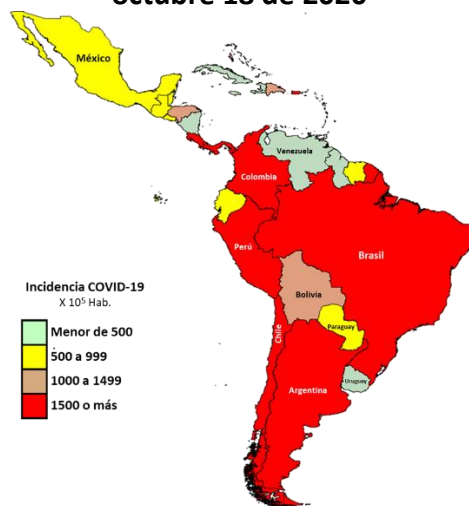 octubre 18 de 2020
México
Venezuela
Colombia
Perú
Brasil
Bolivia
Paraguay
Chile
Uruguay
Argentina
Incidencia COVID-19
X 10⁵ Hab.
Menor de 500
500 a 999
1000 a 1499
1500 o más